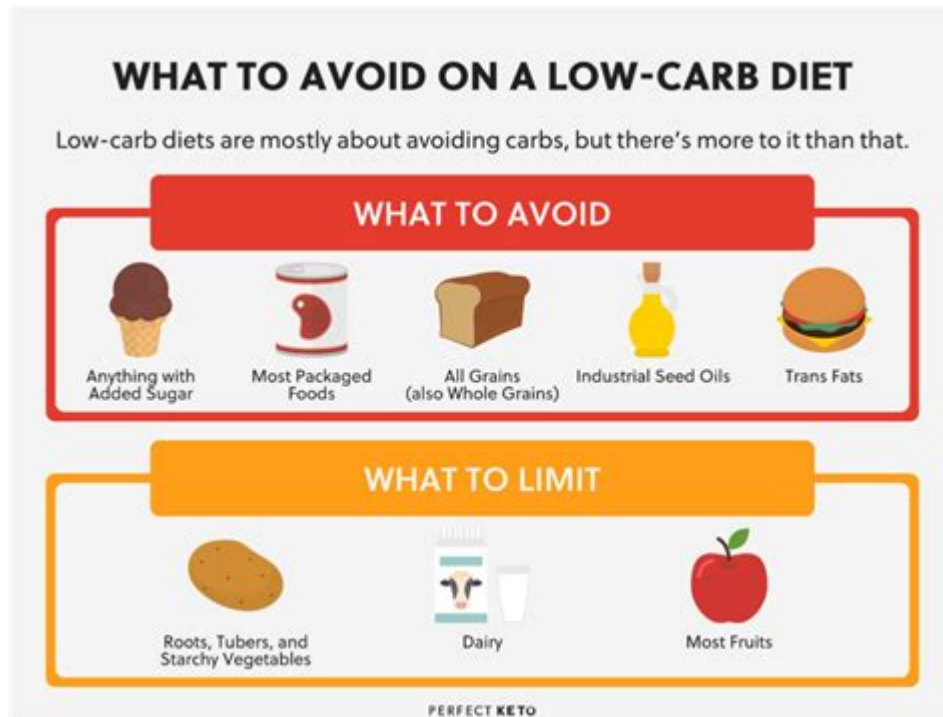 WHAT TO AVOID ON A LOW-CARB DIET
Low-carb diets are mostly about avoiding carbs, but there's more to it than that.
WHAT TO AVOID
Anything with
Added Sugar
Most Packaged
Foods
All Grains
(also Whole Grains)
Industrial Seed Oils
Trans Fats
WHAT TO LIMIT
Roots, Tubers, and
Starchy Vegetables
Dairy
Most Fruits
PERFECT KETO